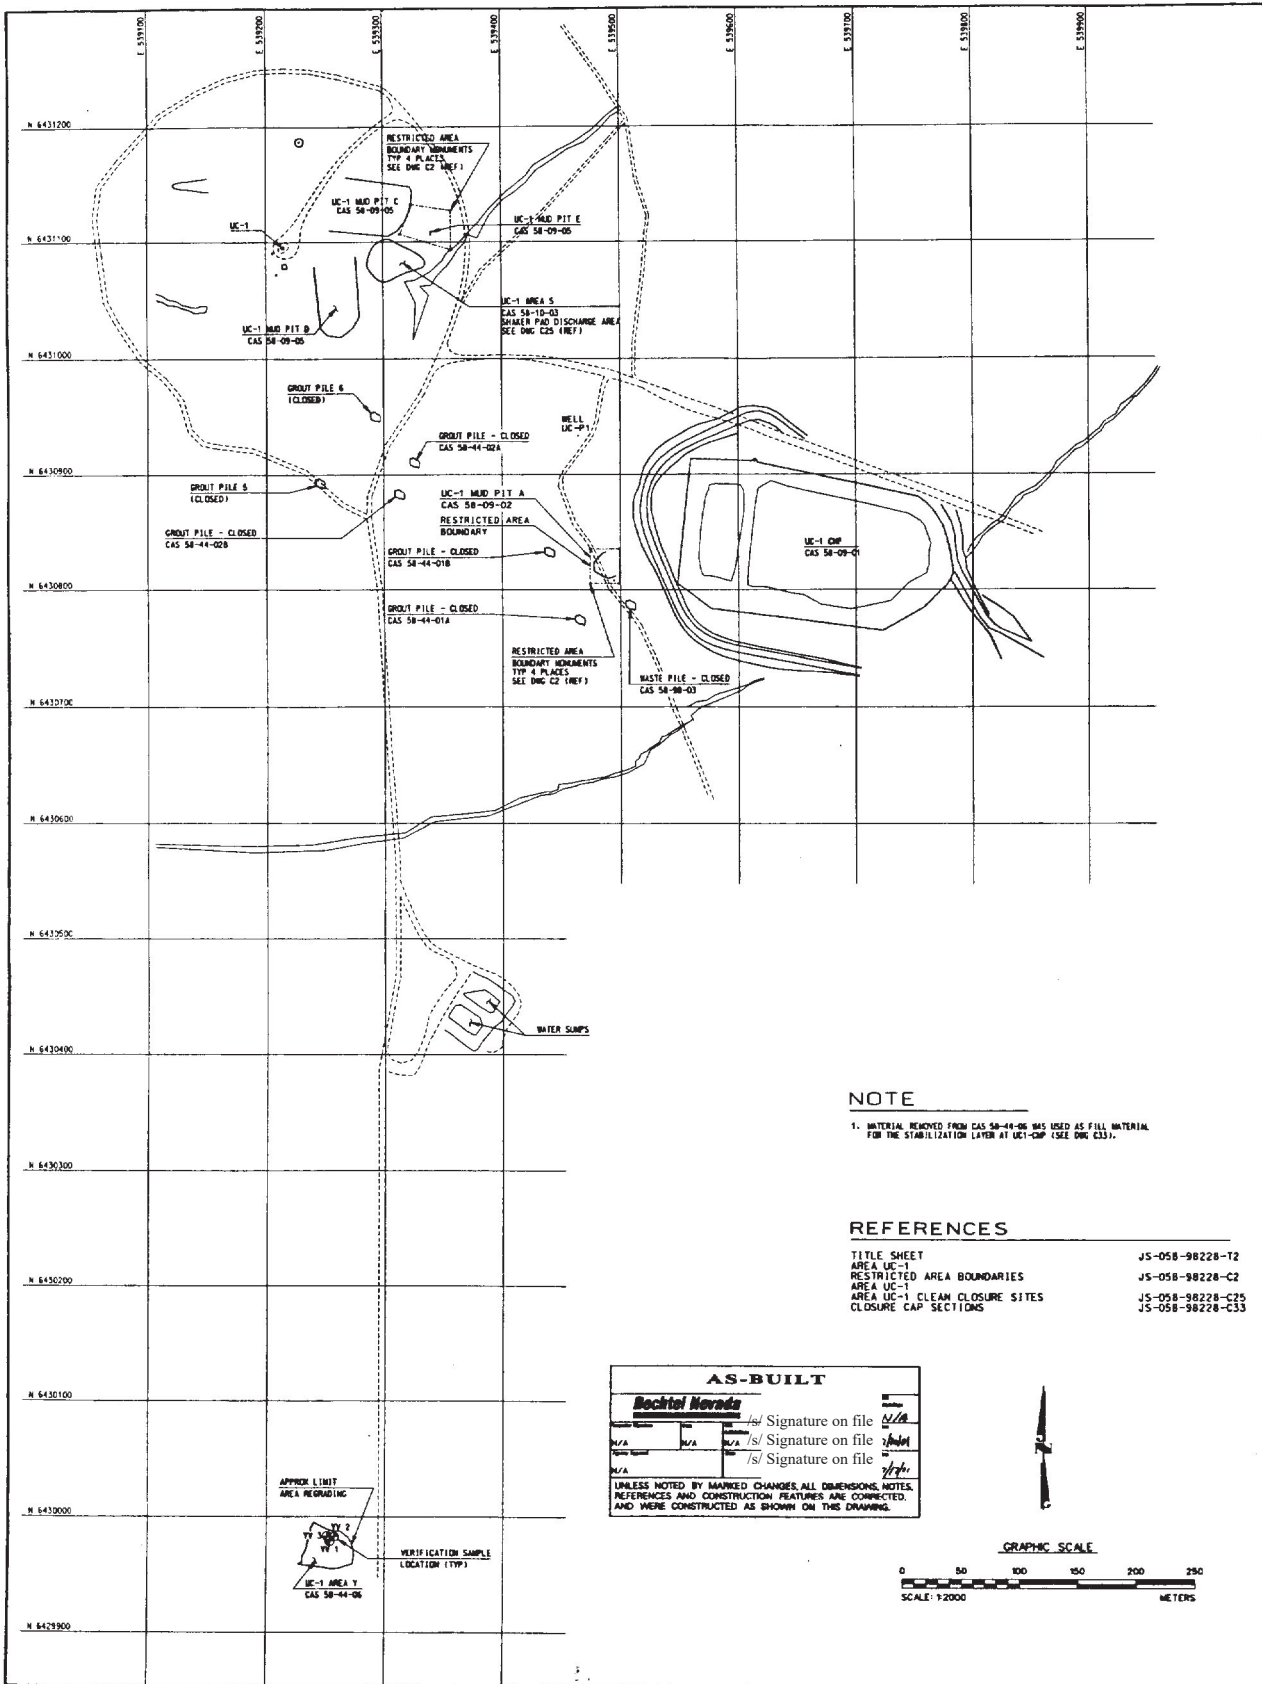 E 539100
E 539200
E 539300
E 539400
E 539500
E 539600
E 539700
E 539800
E 539900
N 6431200
RESTRICTED AREA
BOUNDARY MONUMENTS
TYP 4 PLACES
SEE DWG C2 (REF)
UC-1 MUD PIT C
CAS 58-09-05
UC-1 MUD PIT E
CAS 58-09-05
UC-1
N 6431100
UC-1 AREA S
CAS 58-10-03
SHAKER PAD DISCHARGE AREA
SEE DWG C25 (REF)
UC-1 MUD PIT D
CAS 58-09-05
N 6431000
GROUT PILE 6
(CLOSED)
WELL
UC-P1
GROUT PILE - CLOSED
CAS 58-44-02A
N 6430900
GROUT PILE 5
(CLOSED)
UC-1 MUD PIT A
CAS 58-09-02
RESTRICTED AREA
BOUNDARY
GROUT PILE - CLOSED
CAS 58-44-02B
GROUT PILE - CLOSED
CAS 58-44-01B
UC-1 CMP
CAS 58-09-01
N 6430800
GROUT PILE - CLOSED
CAS 58-44-01A
RESTRICTED AREA
BOUNDARY MONUMENTS
TYP 4 PLACES
SEE DWG C2 (REF)
WASTE PILE - CLOSED
CAS 58-98-03
N 6430700
N 6430600
N 6430500
WATER SUMPS
N 6430400
NOTE
1. MATERIAL REMOVED FROM CAS 58-44-06 WAS USED AS FILL MATERIAL
FOR THE STABILIZATION LAYER AT UC1-CMP (SEE DWG C33).
N 6430300
REFERENCES
TITLE SHEET JS-058-98228-T2
AREA UC-1
RESTRICTED AREA BOUNDARIES JS-058-98228-C2
AREA UC-1
AREA UC-1 CLEAN CLOSURE SITES JS-058-98228-C25
CLOSURE CAP SECTIONS JS-058-98228-C33
N 6430200
N 6430100
AS-BUILT
Bechtel Nevada
/s/ Signature on file N/A
N/A N/A N/A /s/ Signature on file
/s/ Signature on file
N/A
UNLESS NOTED BY MARKED CHANGES, ALL DIMENSIONS, NOTES,
REFERENCES AND CONSTRUCTION FEATURES ARE CORRECTED,
AND WERE CONSTRUCTED AS SHOWN ON THIS DRAWING.
N
APPROX LIMIT
AREA REGRADING
N 6430000
YV 2
YV 3
YV 1
VERIFICATION SAMPLE
LOCATION (TYP)
UC-1 AREA Y
CAS 58-44-06
GRAPHIC SCALE
0 50 100 150 200 250
SCALE: 1:2000 METERS
N 6429900